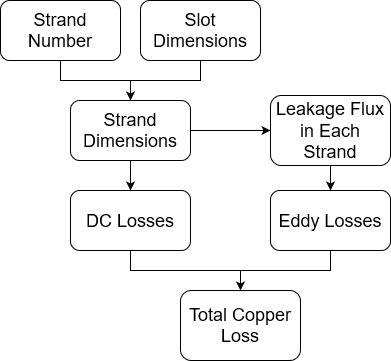 Strand
Number
Slot
Dimensions
Strand
Dimensions
Leakage Flux
in Each
Strand
DC Losses
Eddy Losses
Total Copper
Loss